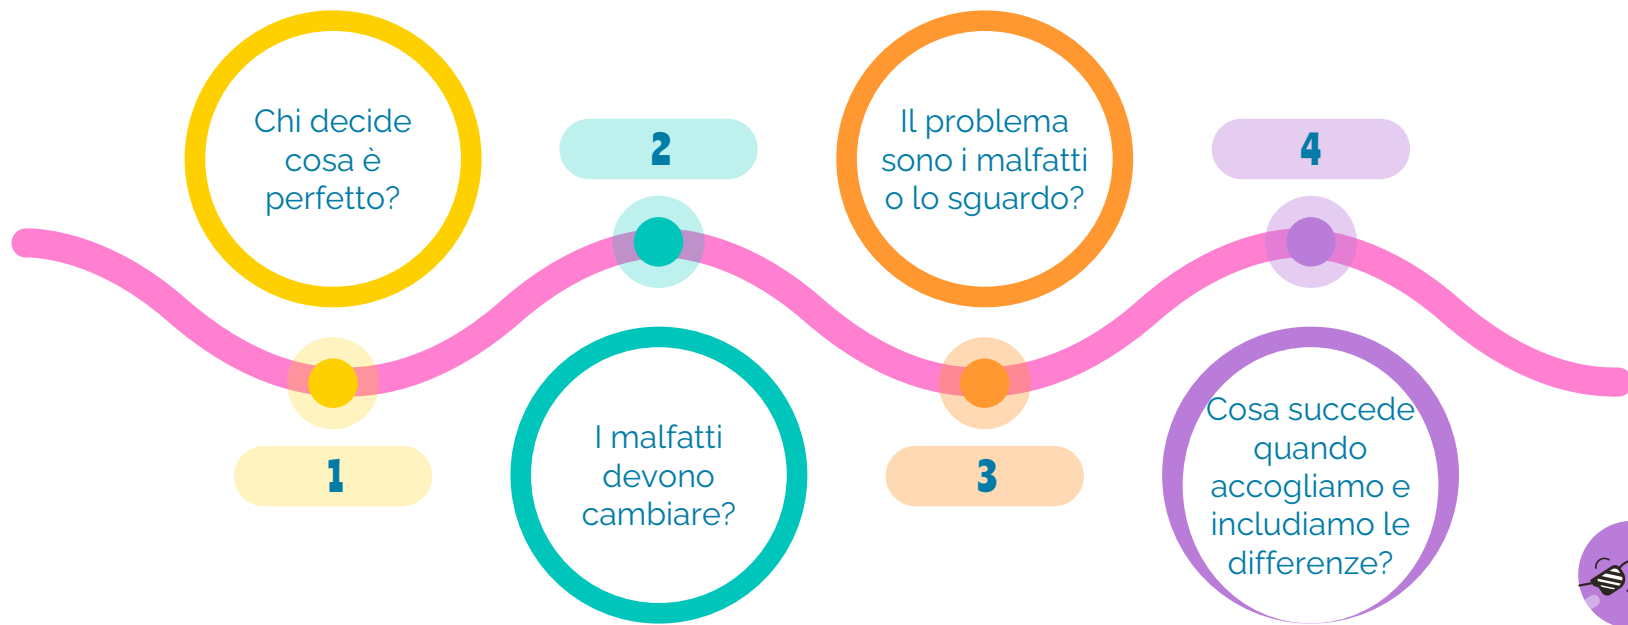 Chi decide
cosa è
perfetto?
1
2
I malfatti
devono
cambiare?
Il problema
sono i malfatti
o lo sguardo?
3
4
Cosa succede
quando
accogliamo e
includiamo le
differenze?